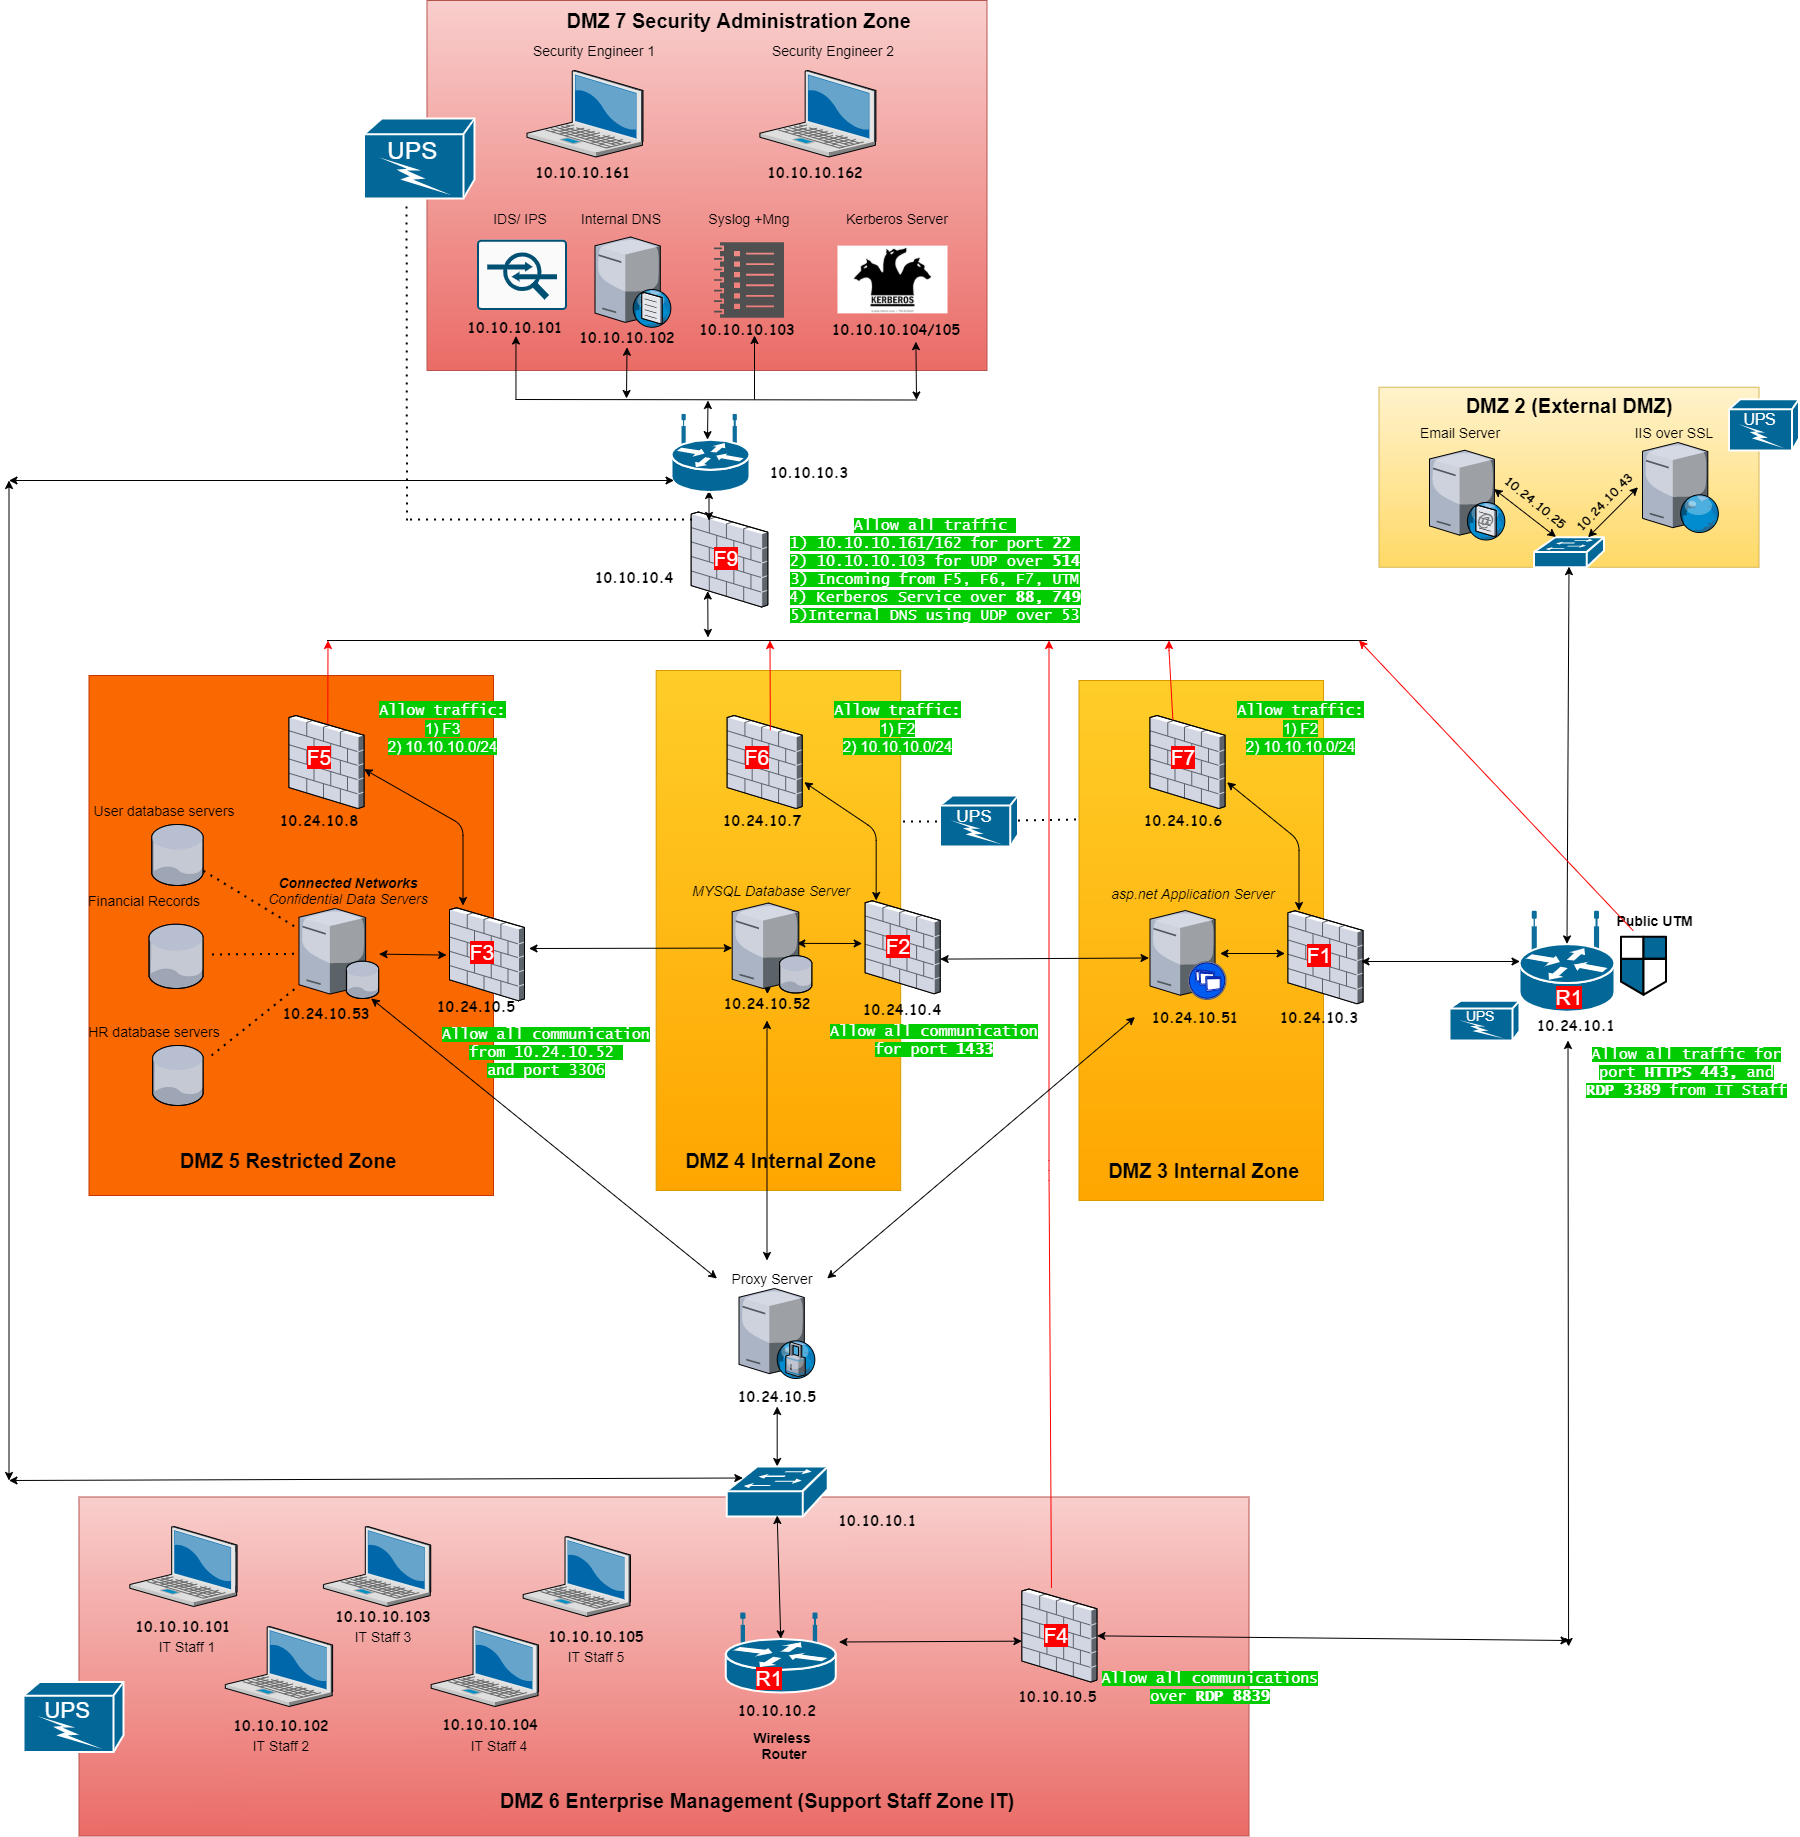 DMZ 7 Security Administration Zone
Security Engineer 1
Security Engineer 2
UPS
10.10.10.161
10.10.10.162
IDS/ IPS
Internal DNS
Syslog +Mng
Kerberos Server
KERBEROS
10.10.10.101
10.10.10.102
10.10.10.103
10.10.10.104/105
DMZ 2 (External DMZ)
UPS
Email Server
IIS over SSL
10.24.10.25
10.24.10.43
10.10.10.3
F9
10.10.10.4
Allow all traffic
1) 10.10.10.161/162 for port 22
2) 10.10.10.103 for UDP over 514
3) Incoming from F5, F6, F7, UTM
4) Kerberos Service over 88, 749
5)Internal DNS using UDP over 53
Allow traffic:
1) F3
2) 10.10.10.0/24
F5
10.24.10.8
Allow traffic:
1) F2
2) 10.10.10.0/24
F6
10.24.10.7
Allow traffic:
1) F2
2) 10.10.10.0/24
F7
10.24.10.6
UPS
User database servers
Financial Records
HR database servers
Connected Networks
Confidential Data Servers
10.24.10.53
F3
10.24.10.5
Allow all communication
from 10.24.10.52
and port 3306
DMZ 5 Restricted Zone
MYSQL Database Server
10.24.10.52
F2
10.24.10.4
Allow all communication
for port 1433
DMZ 4 Internal Zone
asp.net Application Server
10.24.10.51
F1
10.24.10.3
DMZ 3 Internal Zone
Public UTM
R1
UPS
10.24.10.1
Allow all traffic for
port HTTPS 443, and
RDP 3389 from IT Staff
Proxy Server
10.24.10.5
10.10.10.1
10.10.10.101
IT Staff 1
10.10.10.103
IT Staff 3
10.10.10.105
IT Staff 5
10.10.10.102
IT Staff 2
10.10.10.104
IT Staff 4
UPS
R1
10.10.10.2
Wireless
Router
F4
10.10.10.5
Allow all communications
over RDP 8839
DMZ 6 Enterprise Management (Support Staff Zone IT)